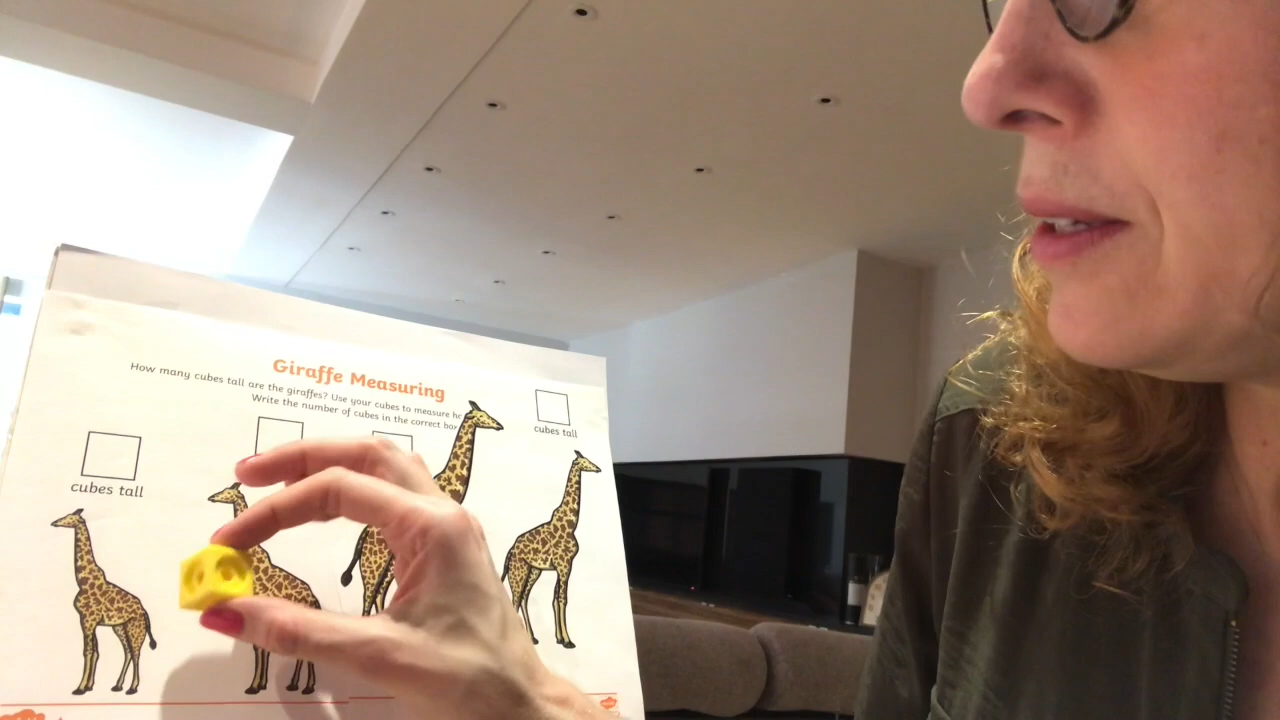 Giraffe Measuring
How many cubes tall are the giraffes? Use your cubes to measure
Write the number of cubes in the correct box
cubes tall
cubes tall